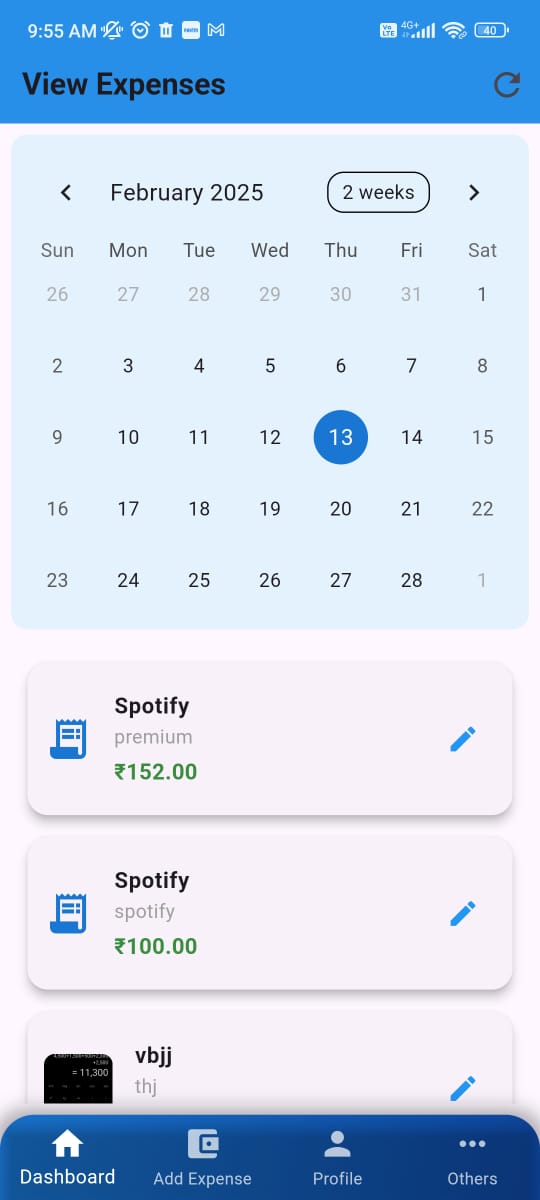 9:55 AM
4G+
40
View Expenses
February 2025
2 weeks
Sun Mon Tue Wed Thu Fri Sat
26 27 28 29 30 31 1
2 3 4 5 6 7 8
9 10 11 12 13 14 15
16 17 18 19 20 21 22
23 24 25 26 27 28 1
Spotify
premium
₹152.00
Spotify
spotify
₹100.00
vbjj
= 11,300
thj
Dashboard Add Expense Profile Others